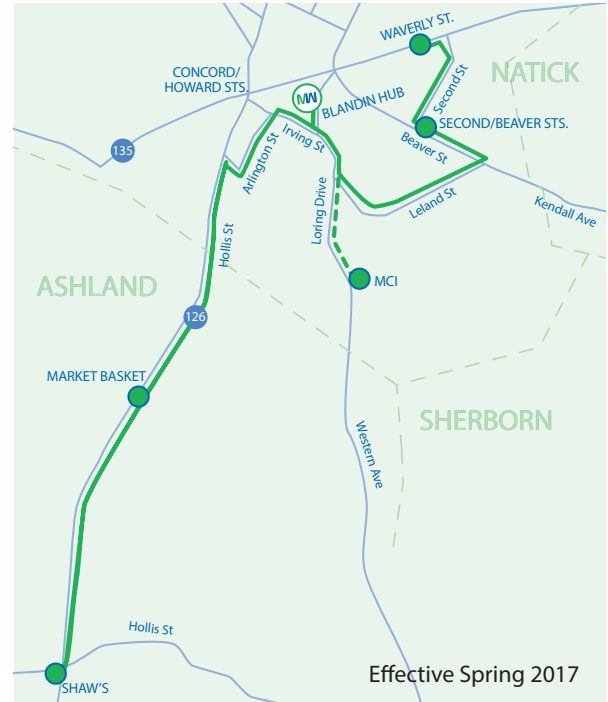 WAVERLY ST.
NATICK
CONCORD/
HOWARD STS.
MW
BLANDIN HUB
Second St
SECOND/BEAVER STS.
135
Arlington St
Irving St
Beaver St
Leland St
Kendall Ave
Hollis St
Loring Drive
MCI
ASHLAND
126
MARKET BASKET
SHERBORN
Western Ave
Hollis St
Effective Spring 2017
SHAW'S